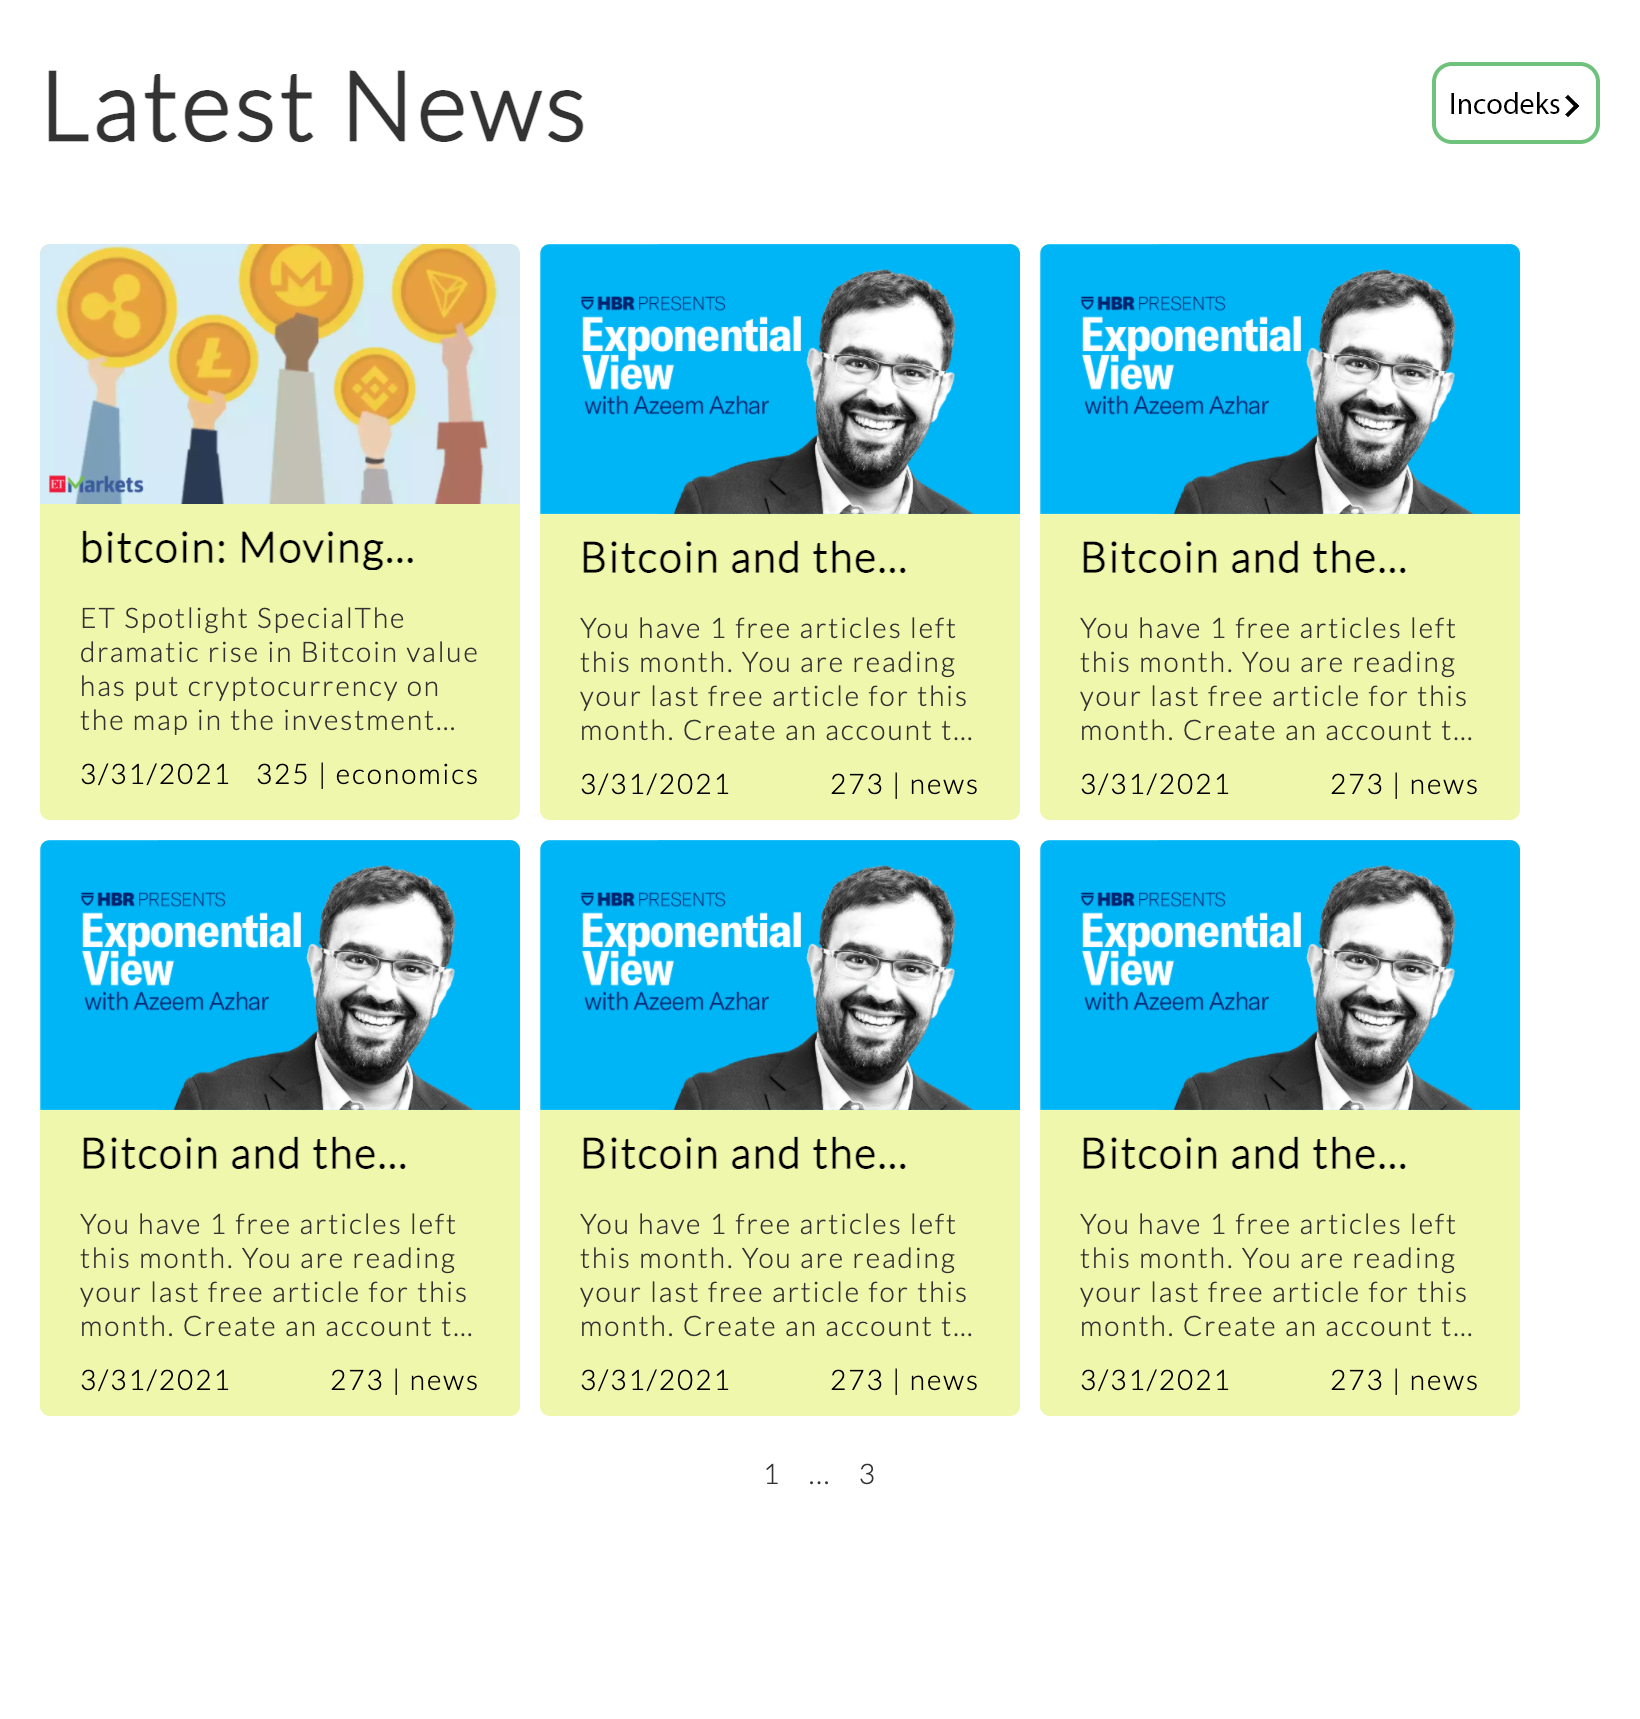 Latest News
Incodeks
ET Markets
bitcoin: Moving...
ET Spotlight SpecialThe
dramatic rise in Bitcoin value
has put cryptocurrency on
the map in the investment...
3/31/2021 325 | economics
HBR PRESENTS
Exponential
View
with Azeem Azhar
Bitcoin and the...
You have 1 free articles left
this month. You are reading
your last free article for this
month. Create an account t...
3/31/2021 273 | news
HBR PRESENTS
Exponential
View
with Azeem Azhar
Bitcoin and the...
You have 1 free articles left
this month. You are reading
your last free article for this
month. Create an account t...
3/31/2021 273 | news
HBR PRESENTS
Exponential
View
with Azeem Azhar
Bitcoin and the...
You have 1 free articles left
this month. You are reading
your last free article for this
month. Create an account t...
3/31/2021 273 | news
HBR PRESENTS
Exponential
View
with Azeem Azhar
Bitcoin and the...
You have 1 free articles left
this month. You are reading
your last free article for this
month. Create an account t...
3/31/2021 273 | news
HBR PRESENTS
Exponential
View
with Azeem Azhar
Bitcoin and the...
You have 1 free articles left
this month. You are reading
your last free article for this
month. Create an account t...
3/31/2021 273 | news
1 ... 3